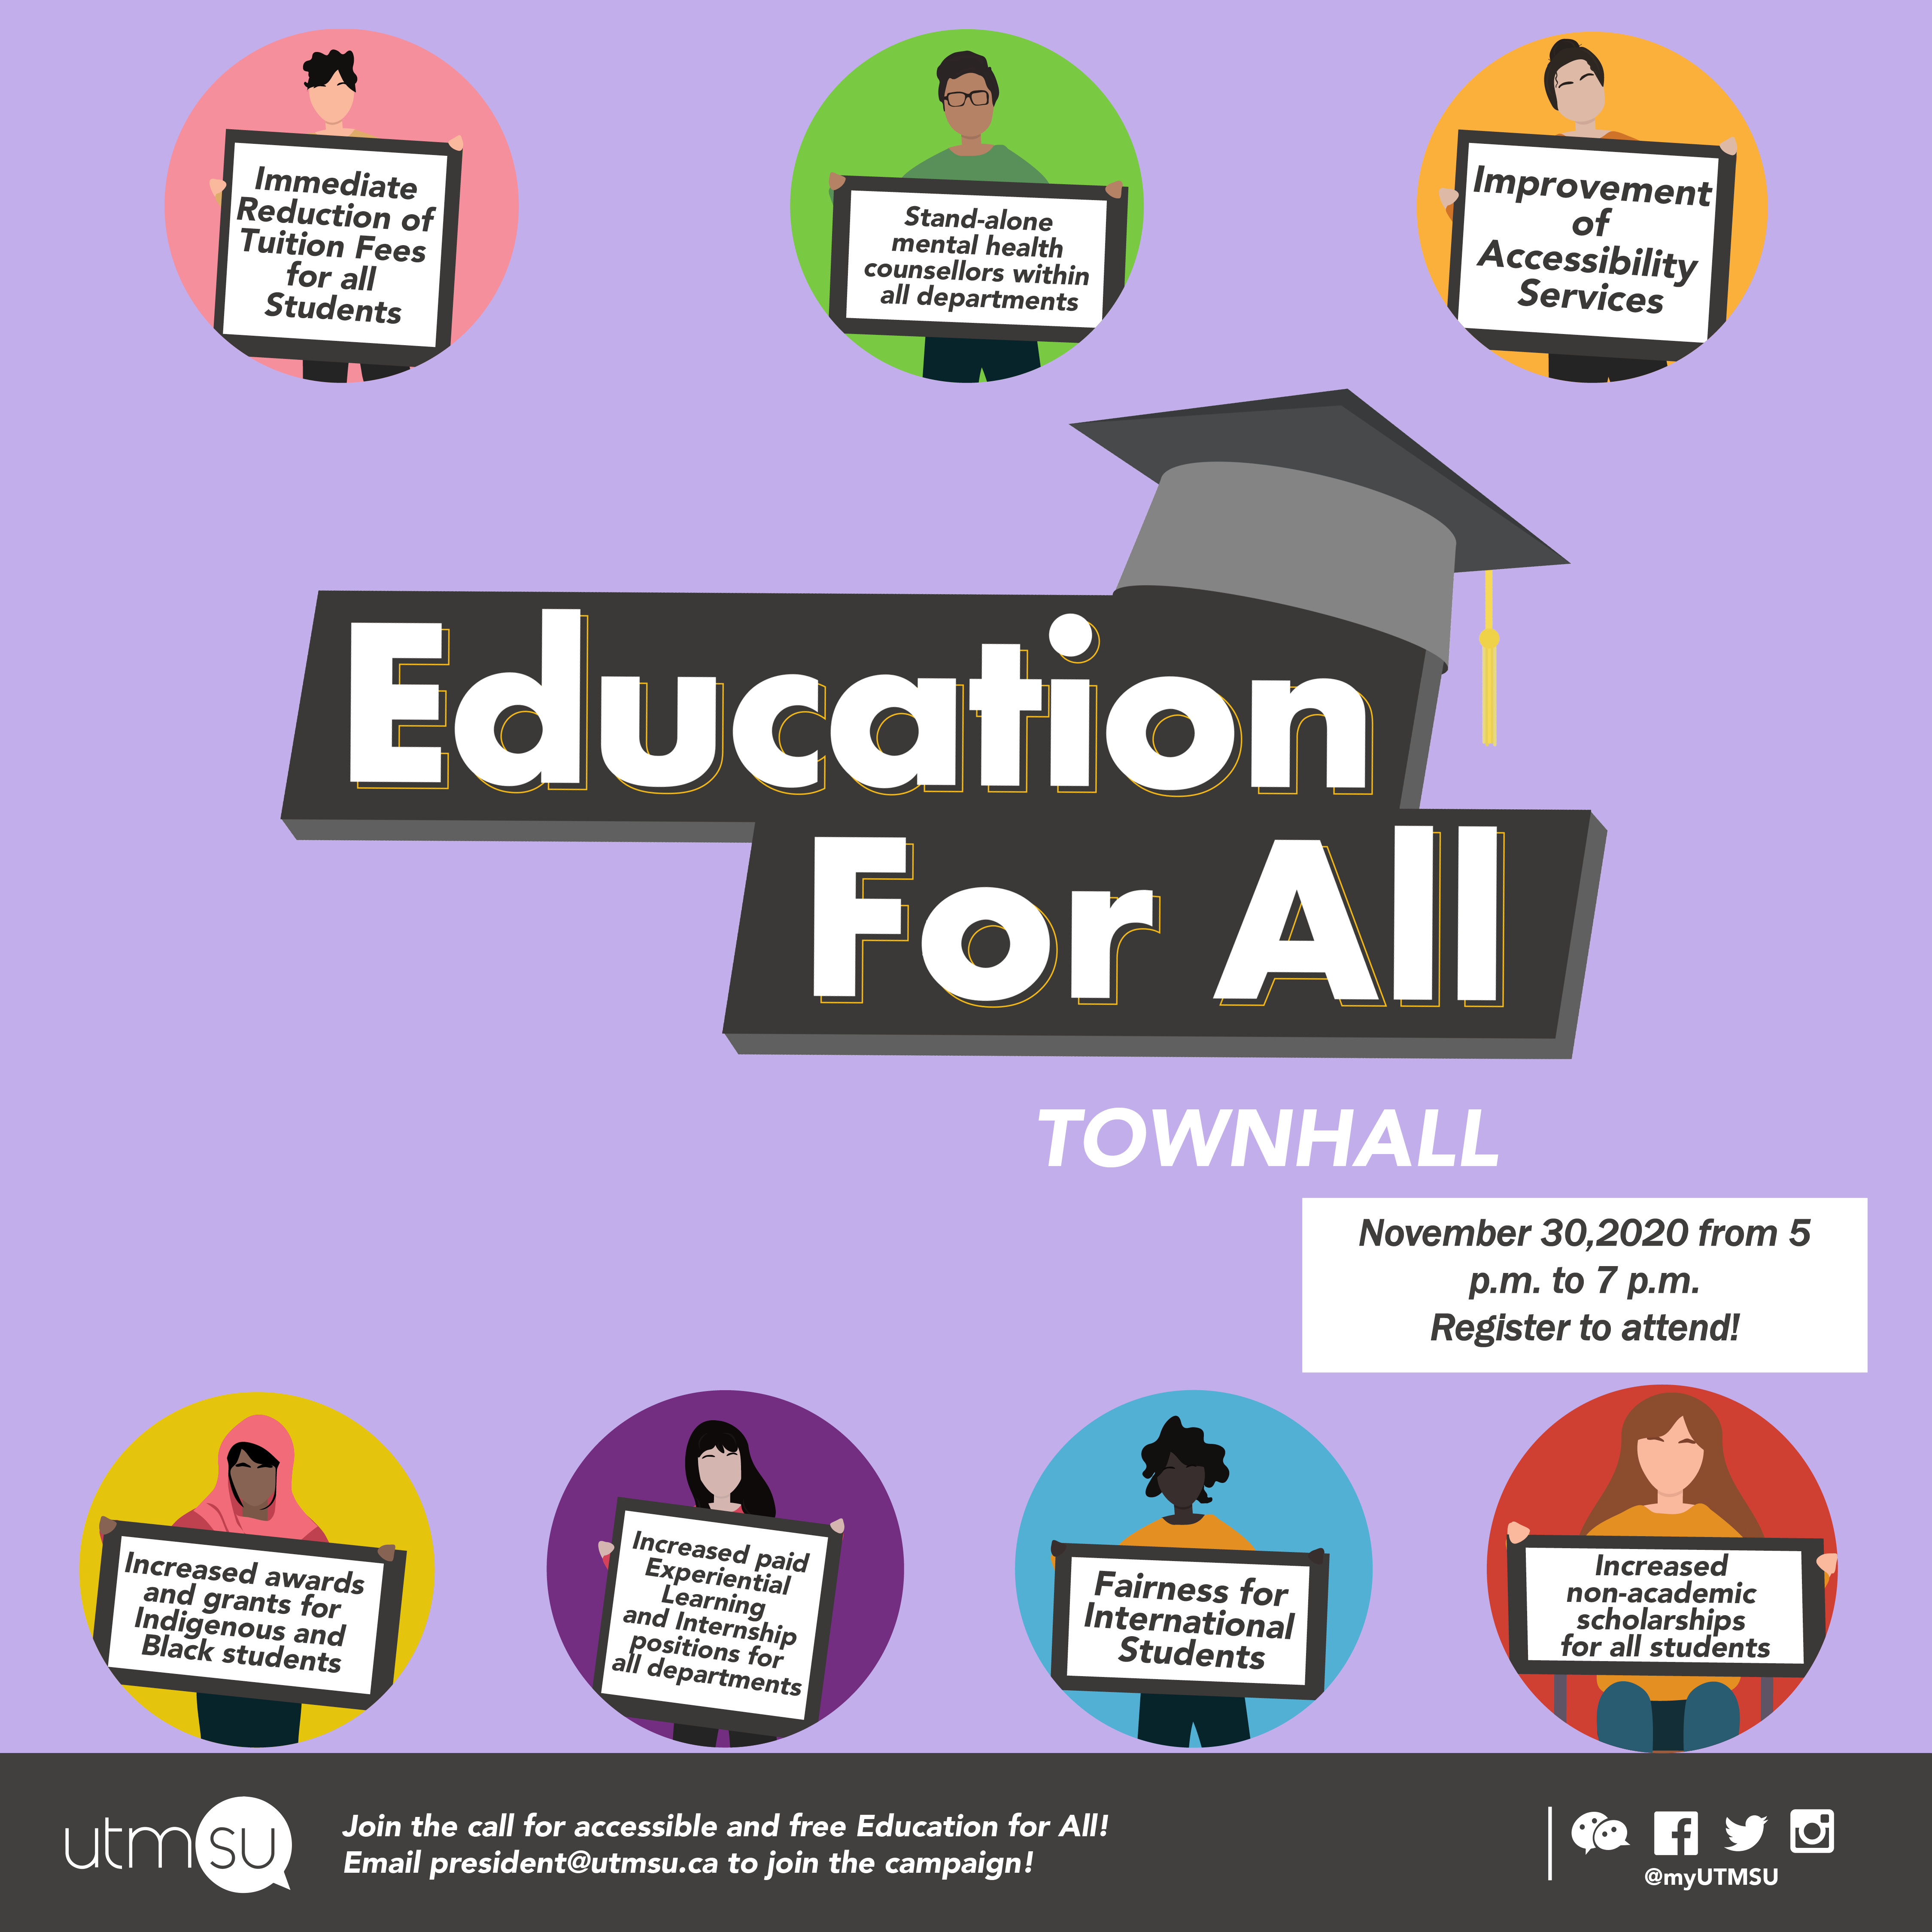 Immediate
Reduction of
Tuition Fees
for all
Students
Stand-alone
mental health
counsellors within
all departments
Improvement
of
Accessibility
Services
Education
For All
TOWNHALL
November 30,2020 from 5
p.m. to 7 p.m.
Register to attend!
Increased awards
and grants for
Indigenous and
Black students
Increased paid
Experiential
Learning
and Internship
positions for
all departments
Fairness for
International
Students
Increased
non-academic
scholarships
for all students
utmsu
Join the call for accessible and free Education for All!
Email president@utmsu.ca to join the campaign!
@myUTMSU